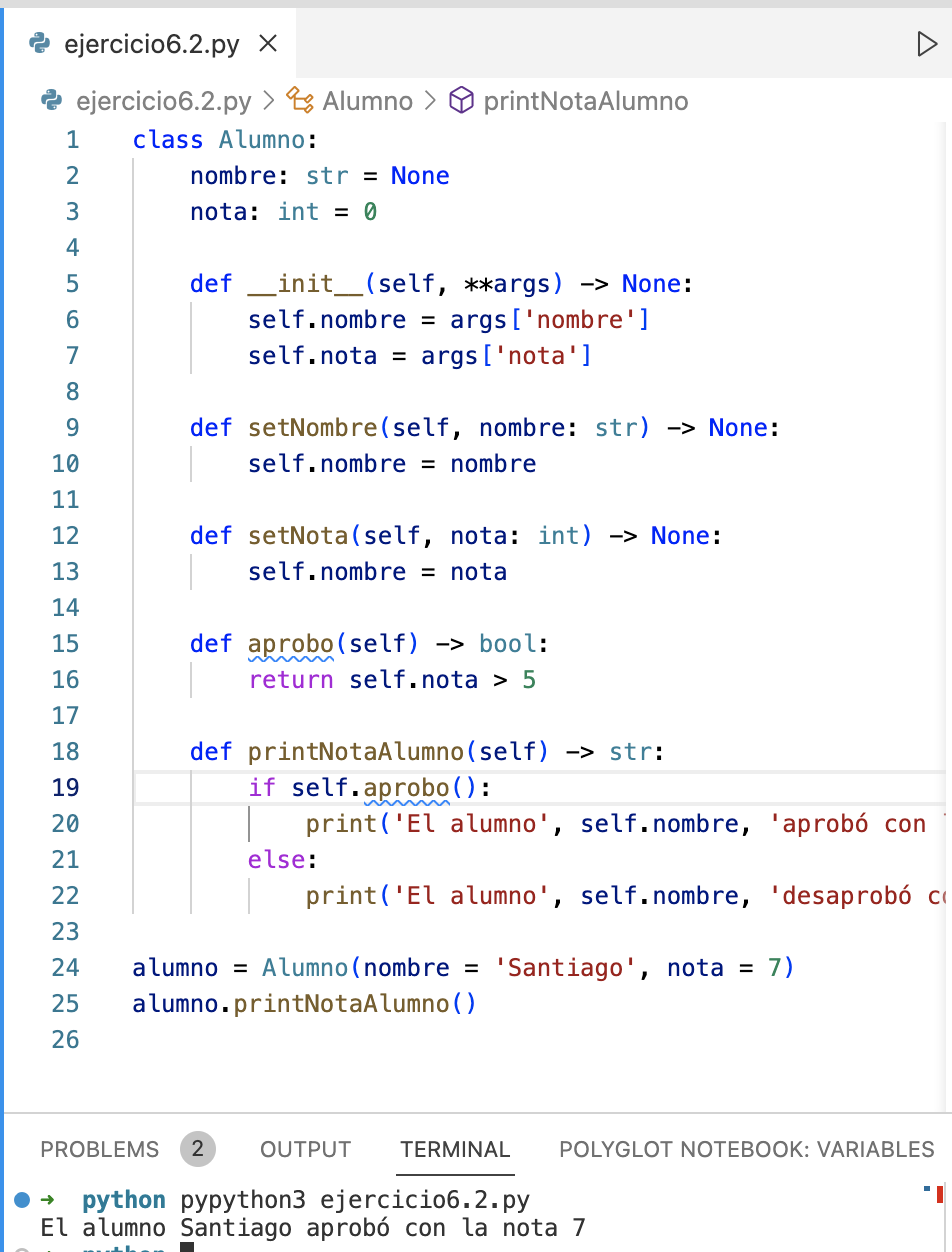 ejercicio6.2.py
ejercicio6.2.py > Alumno > printNotaAlumno
1 class Alumno:
2     nombre: str = None
3     nota: int = 0
4
5     def __init__(self, **args) -> None:
6         self.nombre = args['nombre']
7         self.nota = args['nota']
8
9     def setNombre(self, nombre: str) -> None:
10         self.nombre = nombre
11
12     def setNota(self, nota: int) -> None:
13         self.nombre = nota
14
15     def aprobo(self) -> bool:
16         return self.nota > 5
17
18     def printNotaAlumno(self) -> str:
19         if self.aprobo():
20             print('El alumno', self.nombre, 'aprobó con
21         else:
22             print('El alumno', self.nombre, 'desaprobó
23
24 alumno = Alumno(nombre = 'Santiago', nota = 7)
25 alumno.printNotaAlumno()
26
PROBLEMS 2 OUTPUT TERMINAL POLYGLOT NOTEBOOK: VARIABLES
➜ python pypython3 ejercicio6.2.py
El alumno Santiago aprobó con la nota 7
python